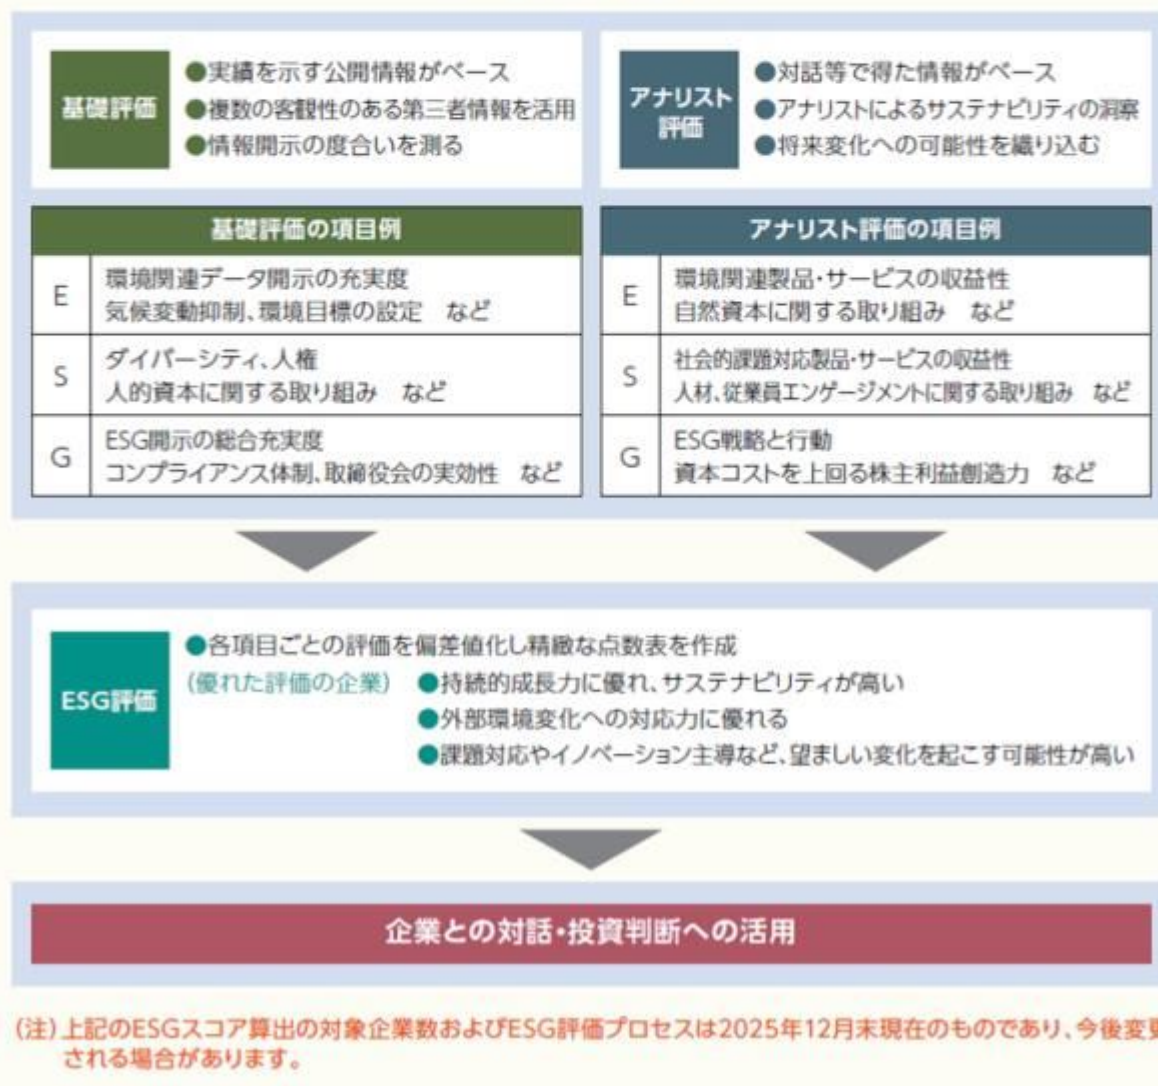 基礎評価
●実績を示す公開情報がベース
●複数の客観性のある第三者情報を活用
●情報開示の度合いを測る
アナリスト
評価
●対話等で得た情報がベース
●アナリストによるサステナビリティの洞察
●将来変化への可能性を織り込む
基礎評価の項目例
E
環境関連データ開示の充実度
気候変動抑制、環境目標の設定 など
S
ダイバーシティ、人権
人的資本に関する取り組み など
G
ESG開示の総合充実度
コンプライアンス体制、取締役会の実効性 など
アナリスト評価の項目例
E
環境関連製品・サービスの収益性
自然資本に関する取り組み など
S
社会的課題対応製品・サービスの収益性
人材、従業員エンゲージメントに関する取り組み など
G
ESG戦略と行動
資本コストを上回る株主利益創造力 など
ESG評価
●各項目ごとの評価を偏差値化し精緻な点数表を作成
(優れた評価の企業) ●持続的成長力に優れ、サステナビリティが高い
●外部環境変化への対応力に優れる
●課題対応やイノベーション主導など、望ましい変化を起こす可能性が高い
企業との対話・投資判断への活用
(注)上記のESGスコア算出の対象企業数およびESG評価プロセスは2025年12月末現在のものであり、今後変更
される場合があります。